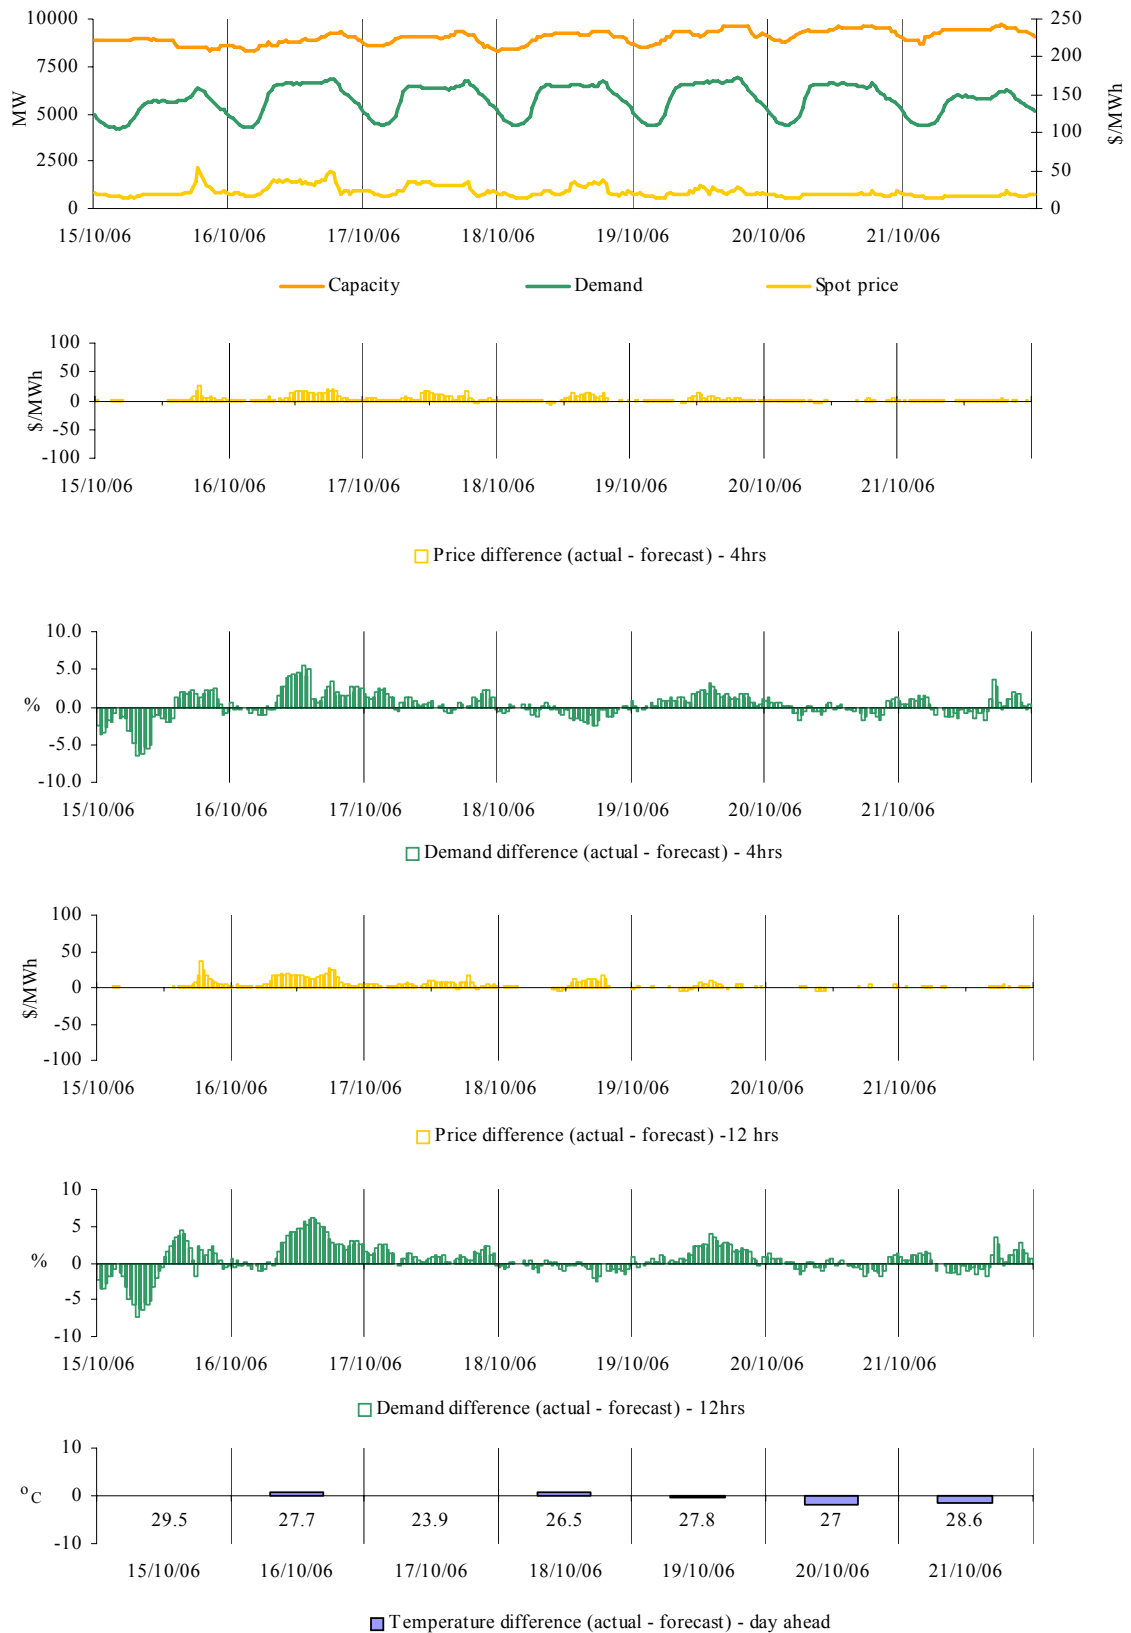 10000 250
7500 200
MW 5000 150 $/MWh
100
2500 50
0 0
15/10/06 16/10/06 17/10/06 18/10/06 19/10/06 20/10/06 21/10/06
Capacity Demand Spot price
100
50
$/MWh 0
-50
-100
15/10/06 16/10/06 17/10/06 18/10/06 19/10/06 20/10/06 21/10/06
Price difference (actual - forecast) - 4hrs
10.0
5.0
% 0.0
-5.0
-10.0
15/10/06 16/10/06 17/10/06 18/10/06 19/10/06 20/10/06 21/10/06
Demand difference (actual - forecast) - 4hrs
100
50
$/MWh 0
-50
-100
15/10/06 16/10/06 17/10/06 18/10/06 19/10/06 20/10/06 21/10/06
Price difference (actual - forecast) -12 hrs
10
5
% 0
-5
-10
15/10/06 16/10/06 17/10/06 18/10/06 19/10/06 20/10/06 21/10/06
Demand difference (actual - forecast) - 12hrs
10
oC 0
29.5 27.7 23.9 26.5 27.8 27 28.6
-10
15/10/06 16/10/06 17/10/06 18/10/06 19/10/06 20/10/06 21/10/06
Temperature difference (actual - forecast) - day ahead